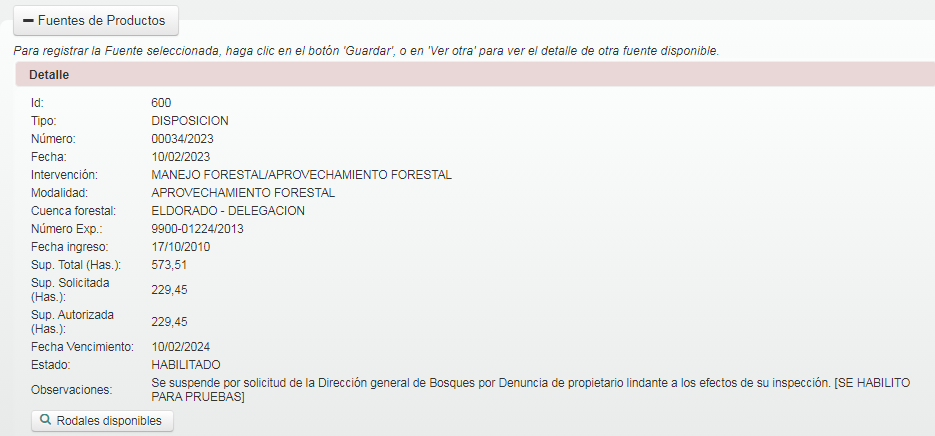 Fuentes de Productos
Para registrar la Fuente seleccionada, haga clic en el botón 'Guardar', o en 'Ver otra' para ver el detalle de otra fuente disponible.
Detalle
Id: 600
Tipo: DISPOSICION
Número: 00034/2023
Fecha: 10/02/2023
Intervención: MANEJO FORESTAL/APROVECHAMIENTO FORESTAL
Modalidad: APROVECHAMIENTO FORESTAL
Cuenca forestal: ELDORADO - DELEGACION
Número Exp.: 9900-01224/2013
Fecha ingreso: 17/10/2010
Sup. Total (Has.): 573,51
Sup. Solicitada
(Has.): 229,45
Sup. Autorizada
(Has.): 229,45
Fecha Vencimiento: 10/02/2024
Estado: HABILITADO
Observaciones: Se suspende por solicitud de la Dirección general de Bosques por Denuncia de propietario lindante a los efectos de su inspección. [SE HABILITO
PARA PRUEBAS]
Rodales disponibles